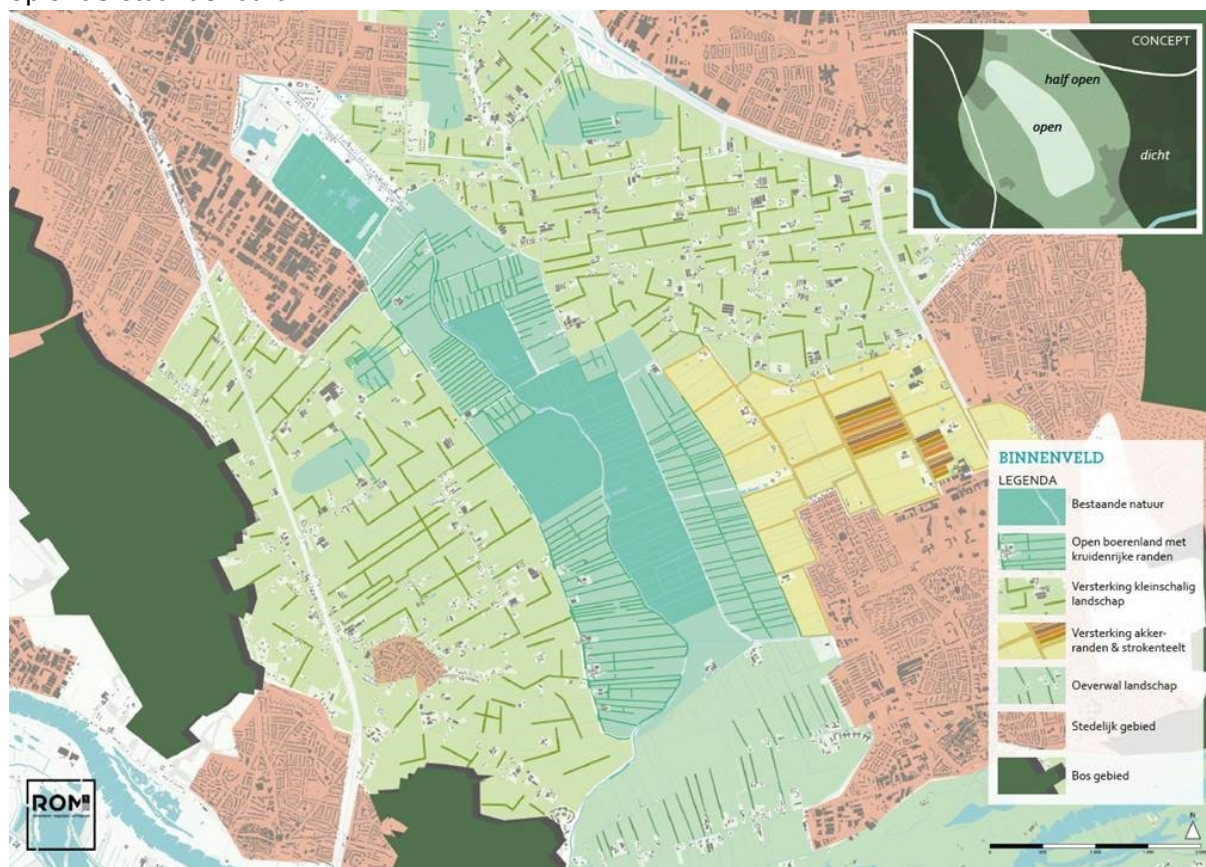 CONCEPT
half open
open
dicht
BINNENVELD
LEGENDA
Bestaande natuur
Open boerenland met
kruidenrijke randen
Versterking kleinschalig
landschap
Versterking akker-
randen & strokenteelt
Oeverwal landschap
Stedelijk gebied
Bos gebied
N
ROM